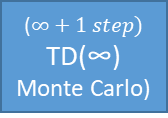 (∞ + 1 step)
TD(∞)
Monte Carlo)